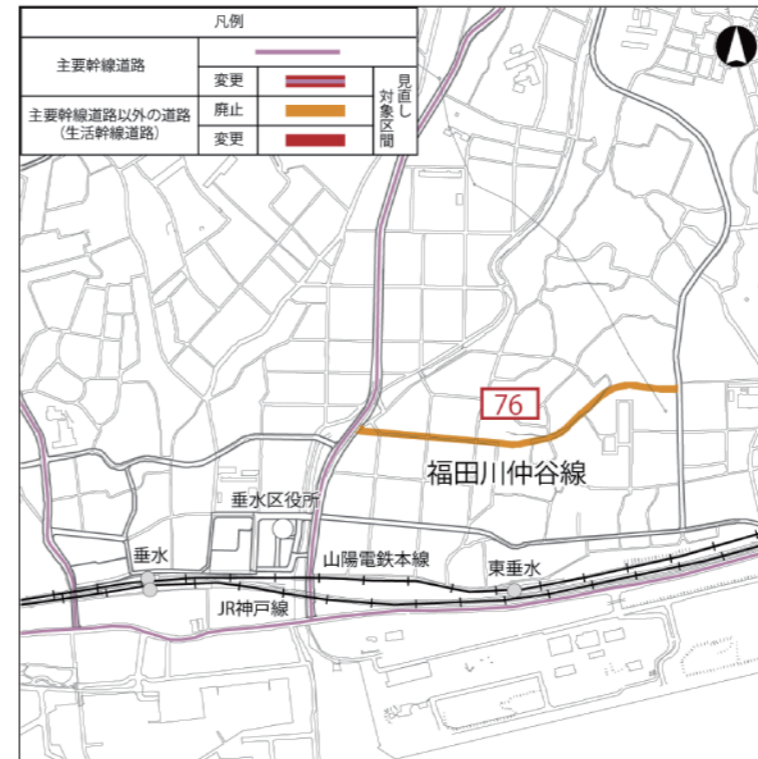 凡例
主要幹線道路
変更
主要幹線道路以外の道路
(生活幹線道路)
廃止
変更
見直し
対象区間
76
福田川仲谷線
垂水区役所
垂水
山陽電鉄本線
東垂水
JR神戸線